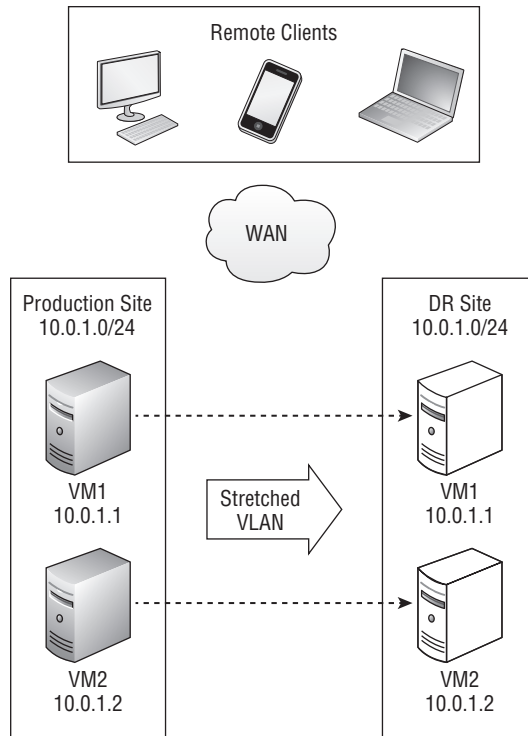 Remote Clients
WAN
Production Site
10.0.1.0/24
VM1
10.0.1.1
VM2
10.0.1.2
Stretched
VLAN
DR Site
10.0.1.0/24
VM1
10.0.1.1
VM2
10.0.1.2